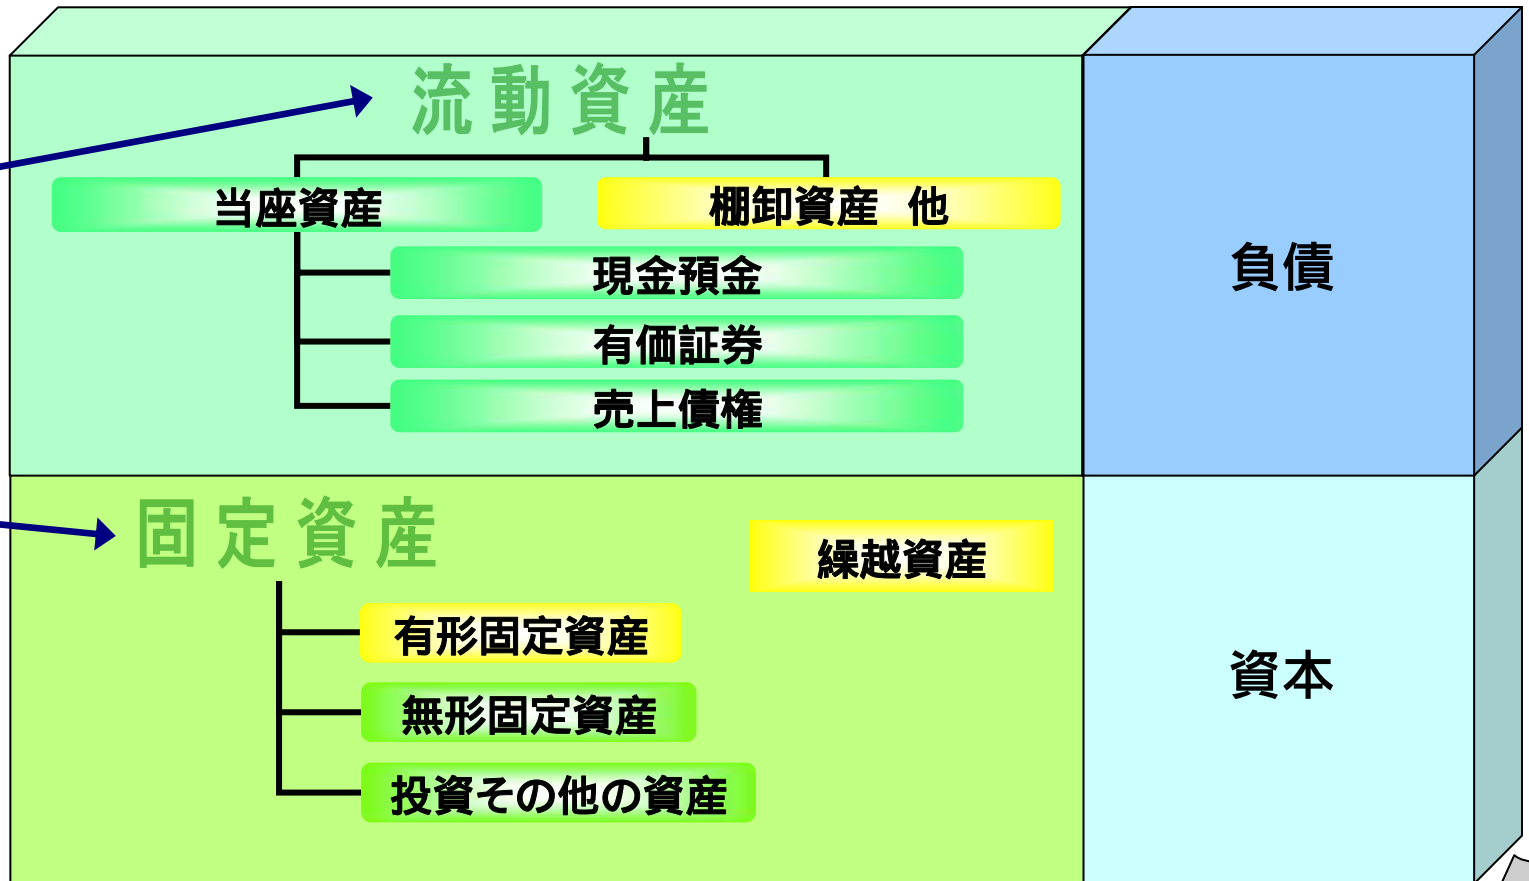 流動資産
当座資産
棚卸資産 他
現金預金
有価証券
売上債権
負債
固定資産
繰越資産
有形固定資産
無形固定資産
投資その他の資産
資本